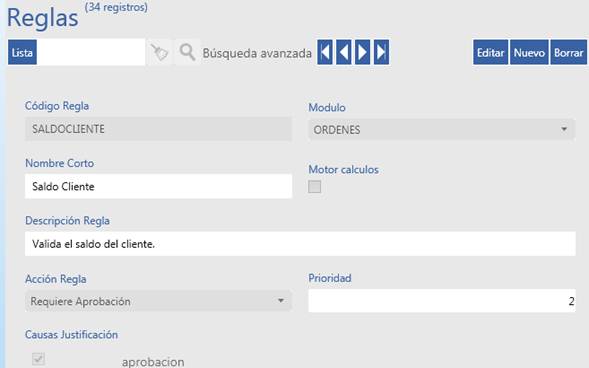 Reglas (34 registros)
Lista Búsqueda avanzada Editar Nuevo Borrar
Código Regla Modulo
SALDOCLIENTE ORDENES
Nombre Corto Motor calculos
Saldo Cliente
Descripción Regla
Valida el saldo del cliente.
Acción Regla Prioridad
Requiere Aprobación 2
Causas Justificación
aprobacion